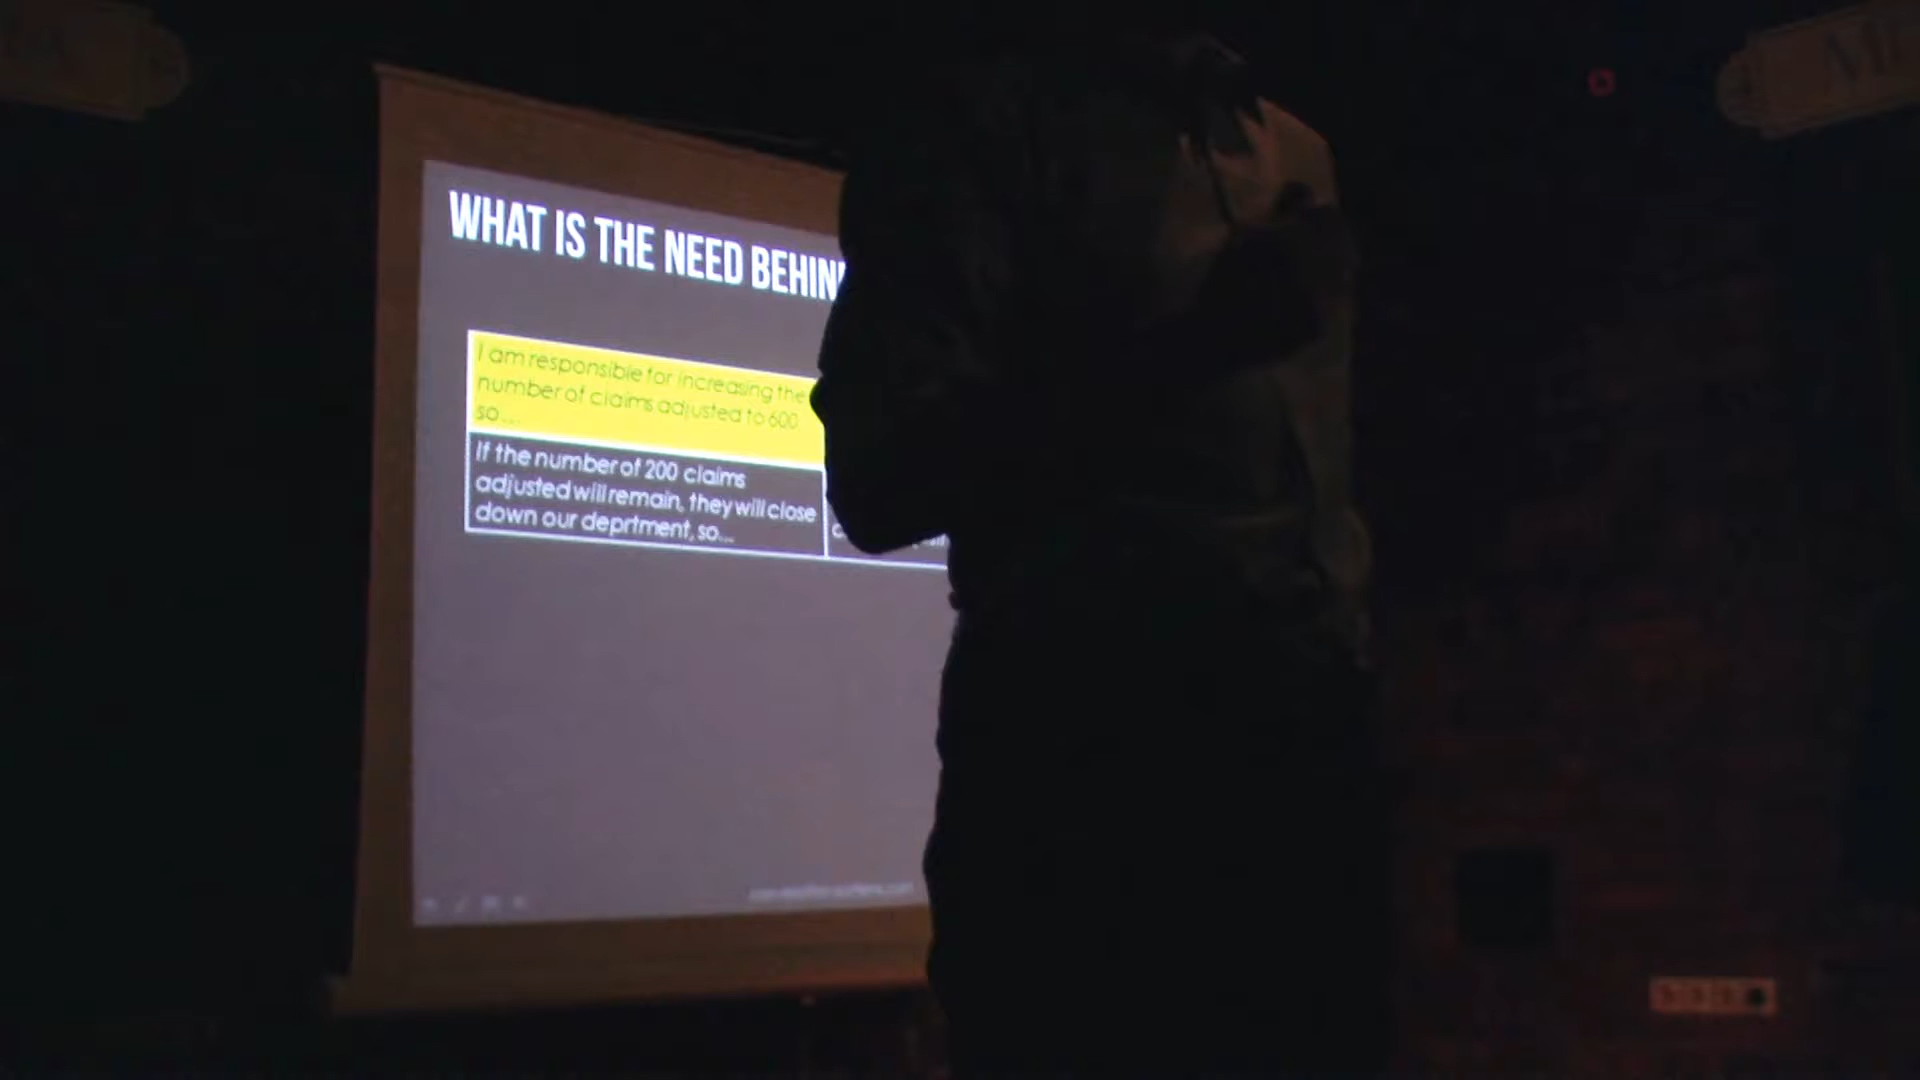 WHAT IS THE NEED BEHIN
I am responsible for increasing the
number of claims adjusted to 600
so...
If the number of 200 claims
adjusted will remain, they will close
down our deprtment, so...